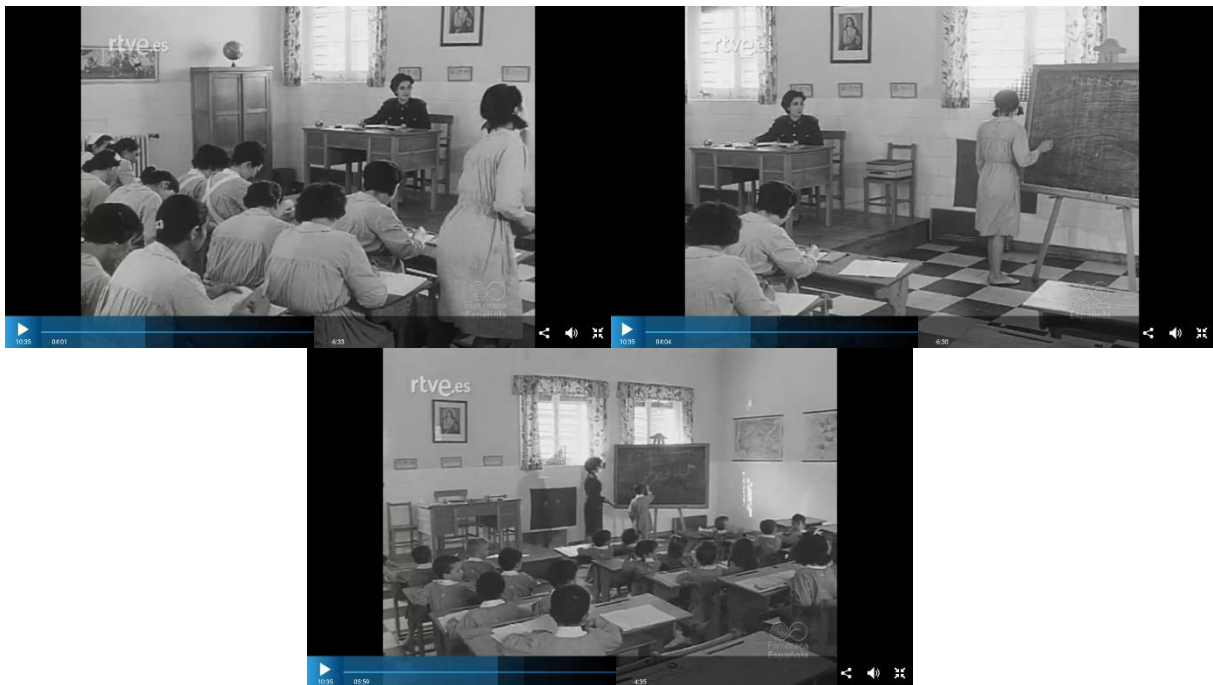 rtve.es
Filmoteca
Española
10:35
04:01
-6:33
rtve.es
Filmoteca
Española
10:35
04:04
-6:30
rtve.es
Filmoteca
Española
10:35
05:59
-4:35